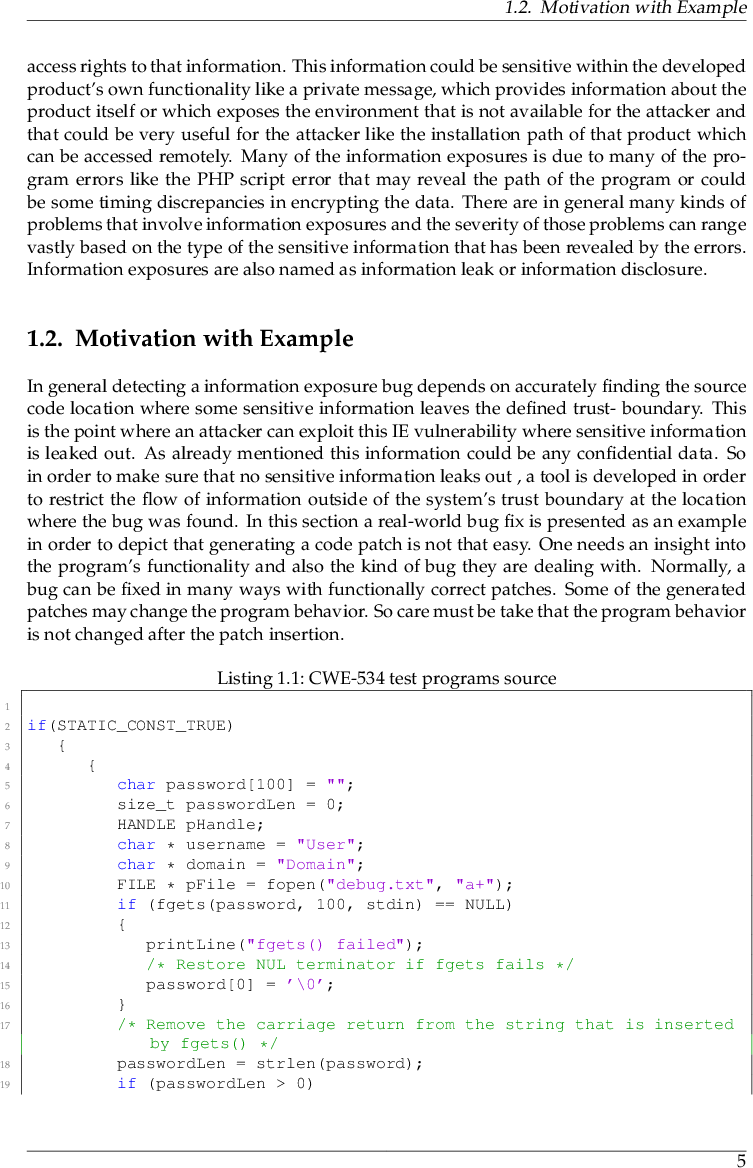 1.2. Motivation with Example
access rights to that information. This information could be sensitive within the developed
product's own functionality like a private message, which provides information about the
product itself or which exposes the environment that is not available for the attacker and
that could be very useful for the attacker like the installation path of that product which
can be accessed remotely. Many of the information exposures is due to many of the pro-
gram errors like the PHP script error that may reveal the path of the program or could
be some timing discrepancies in encrypting the data. There are in general many kinds of
problems that involve information exposures and the severity of those problems can range
vastly based on the type of the sensitive information that has been revealed by the errors.
Information exposures are also named as information leak or information disclosure.
1.2. Motivation with Example
In general detecting a information exposure bug depends on accurately finding the source
code location where some sensitive information leaves the defined trust- boundary. This
is the point where an attacker can exploit this IE vulnerability where sensitive information
is leaked out. As already mentioned this information could be any confidential data. So
in order to make sure that no sensitive information leaks out , a tool is developed in order
to restrict the flow of information outside of the system's trust boundary at the location
where the bug was found. In this section a real-world bug fix is presented as an example
in order to depict that generating a code patch is not that easy. One needs an insight into
the program's functionality and also the kind of bug they are dealing with. Normally, a
bug can be fixed in many ways with functionally correct patches. Some of the generated
patches may change the program behavior. So care must be take that the program behavior
is not changed after the patch insertion.
Listing 1.1: CWE-534 test programs source
1
2 if(STATIC_CONST_TRUE)
3 {
4 {
5 char password[100] = "";
6 size_t passwordLen = 0;
7 HANDLE pHandle;
8 char * username = "User";
9 char * domain = "Domain";
10 FILE * pFile = fopen("debug.txt", "a+");
11 if (fgets(password, 100, stdin) == NULL)
12 {
13 printLine("fgets() failed");
14 /* Restore NUL terminator if fgets fails */
15 password[0] = '\0';
16 }
17 /* Remove the carriage return from the string that is inserted
by fgets() */
18 passwordLen = strlen(password);
19 if (passwordLen > 0)
5